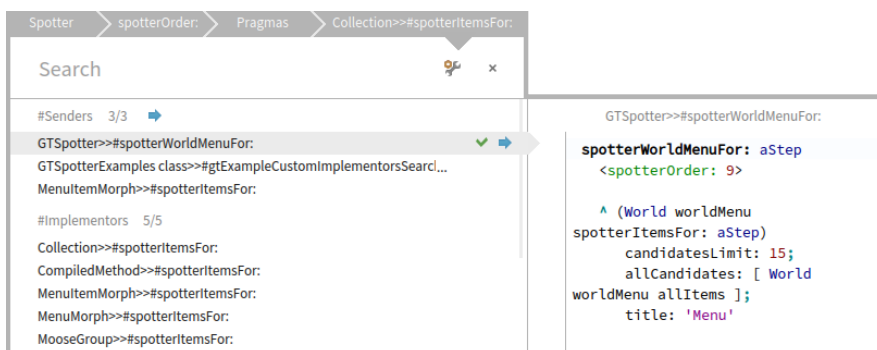 Spotter spotterOrder: Pragmas Collection>>#spotterItemsFor:
Search
#Senders 3/3
GTSpotter>>#spotterWorldMenuFor:
GTSpotterExamples class>>#gtExampleCustomImplementorsSearch...
MenuItemMorph>>#spotterItemsFor:
#Implementors 5/5
Collection>>#spotterItemsFor:
CompiledMethod>>#spotterItemsFor:
MenuItemMorph>>#spotterItemsFor:
MenuMorph>>#spotterItemsFor:
MooseGroup>>#spotterItemsFor:
GTSpotter>>#spotterWorldMenuFor:
spotterWorldMenuFor: aStep
<spotterOrder: 9>
^ (World worldMenu
spotterItemsFor: aStep)
candidatesLimit: 15;
allCandidates: [ World
worldMenu allItems ];
title: 'Menu'